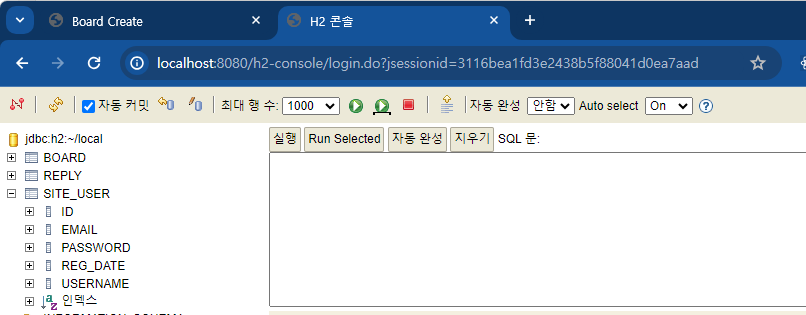 Board Create
H2 콘솔
localhost:8080/h2-console/login.do?jsessionid=3116bea1fd3e2438b5f88041d0ea7aad
자동 커밋 최대 행 수: 1000 자동 완성 안함 Auto select On
jdbc:h2:~/local
실행 Run Selected 자동 완성 지우기 SQL 문:
BOARD
REPLY
SITE_USER
ID
EMAIL
PASSWORD
REG_DATE
USERNAME
인덱스